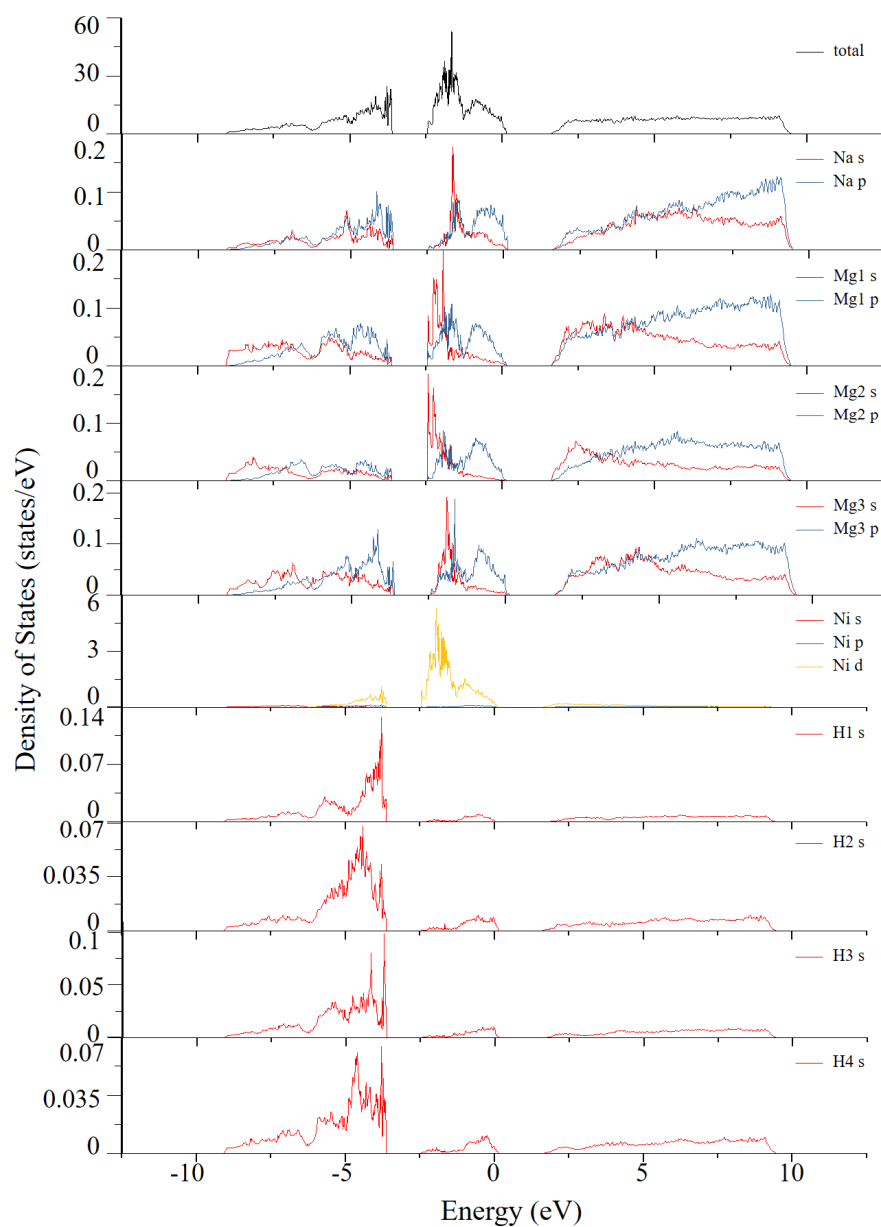 60
30
0
total
0.2
0.1
0
Na s
Na p
0.2
0.1
0
Mg1 s
Mg1 p
0.2
0.1
0
Mg2 s
Mg2 p
0.2
0.1
0
Mg3 s
Mg3 p
6
3
0
Ni s
Ni p
Ni d
0.14
0.07
0
H1 s
0.07
0.035
0
H2 s
0.1
0.05
0
H3 s
0.07
0.035
0
H4 s
Density of States (states/eV)
-10 -5 0 5 10
Energy (eV)